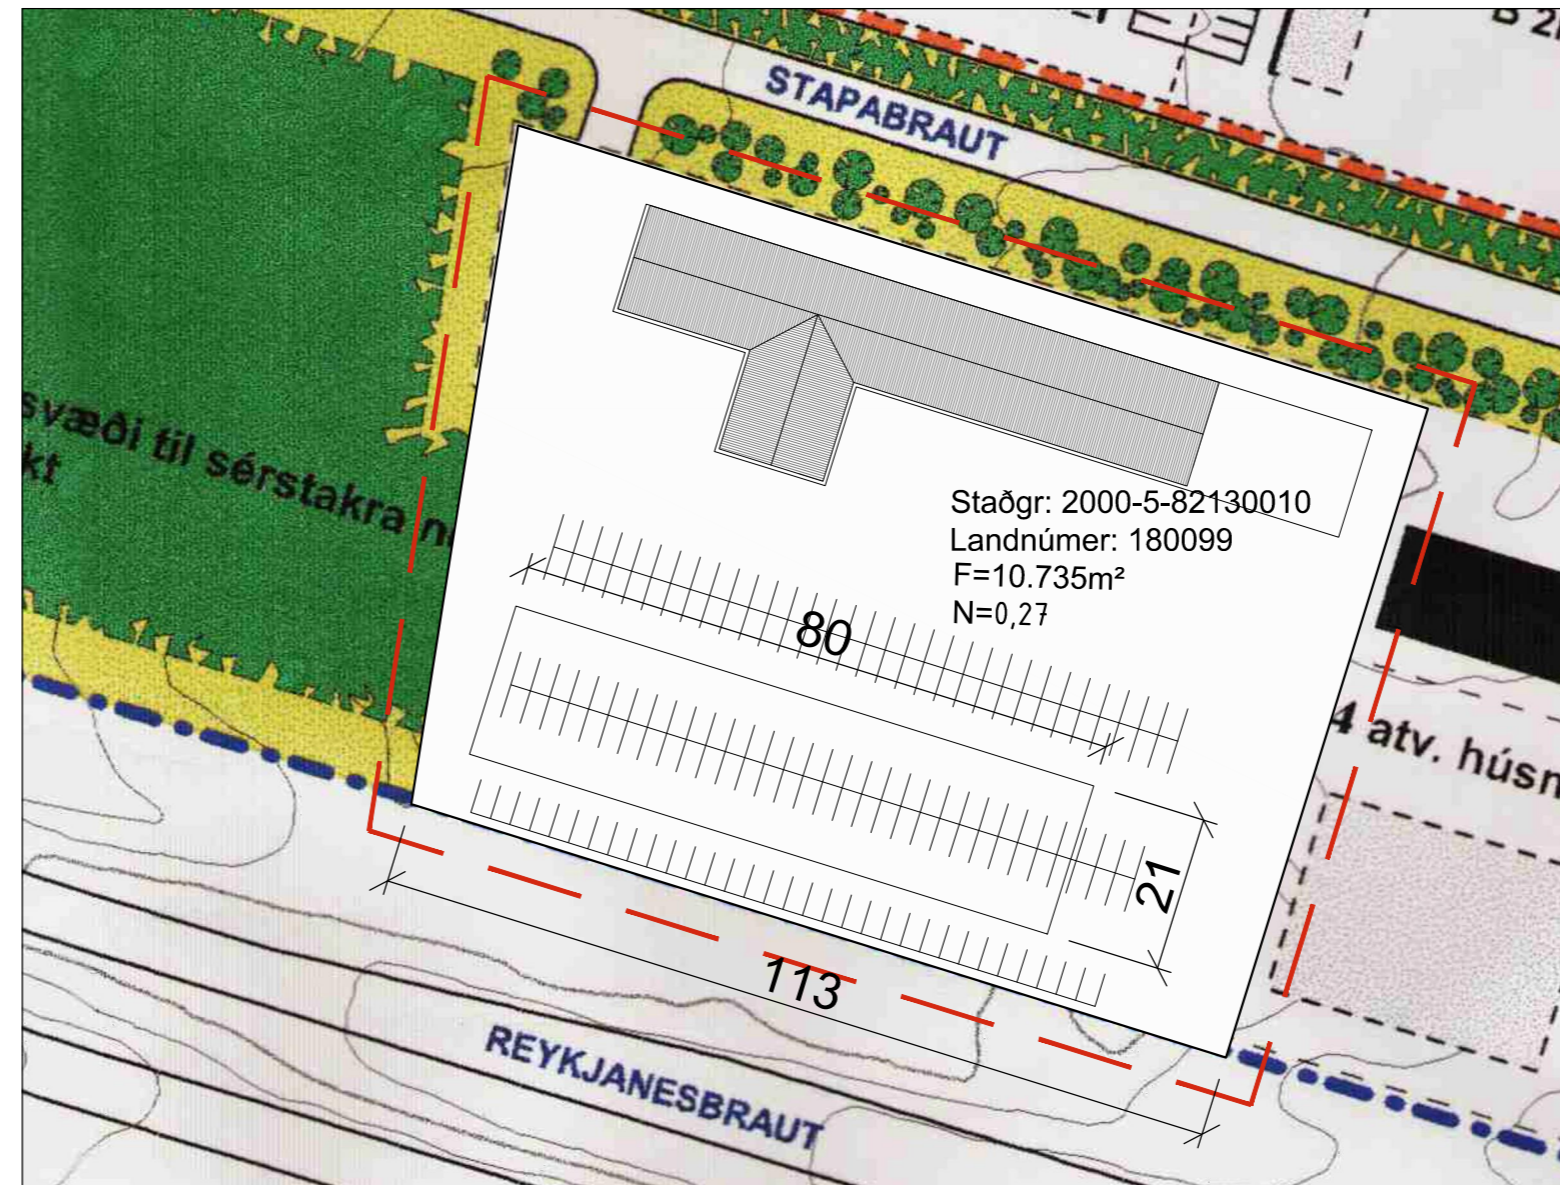 STAPABRAUT
svæði til sérstakra
kt
Staðgr: 2000-5-82130010
Landnúmer: 180099
F=10.735m²
N=0,27
80
4 atv. húsn
21
113
REYKJANESBRAUT